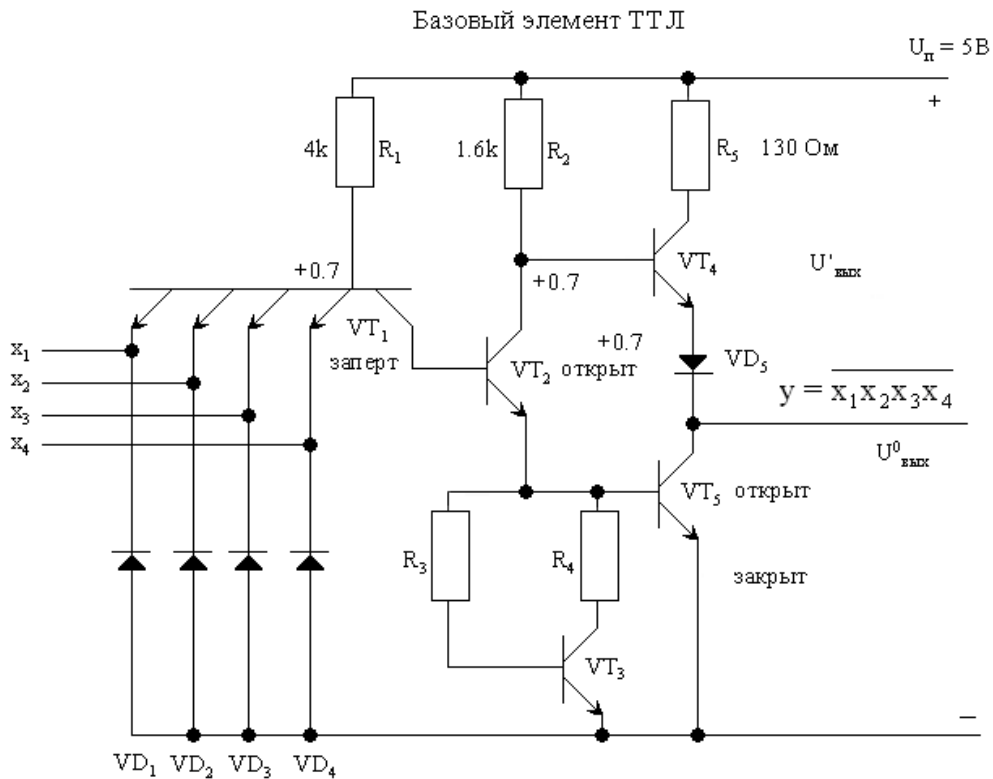 Базовый элемент ТТЛ
Uп = 5В
+
4k R1
1.6k R2
R5 130 Ом
+0.7
VT4
U'вых
+0.7
VT1
заперт
+0.7
VT2 открыт
VD5
x1
x2
x3
x4
y = x1x2x3x4
U0вых
VT5 открыт
R3
R4
закрыт
VT3
–
VD1 VD2 VD3 VD4